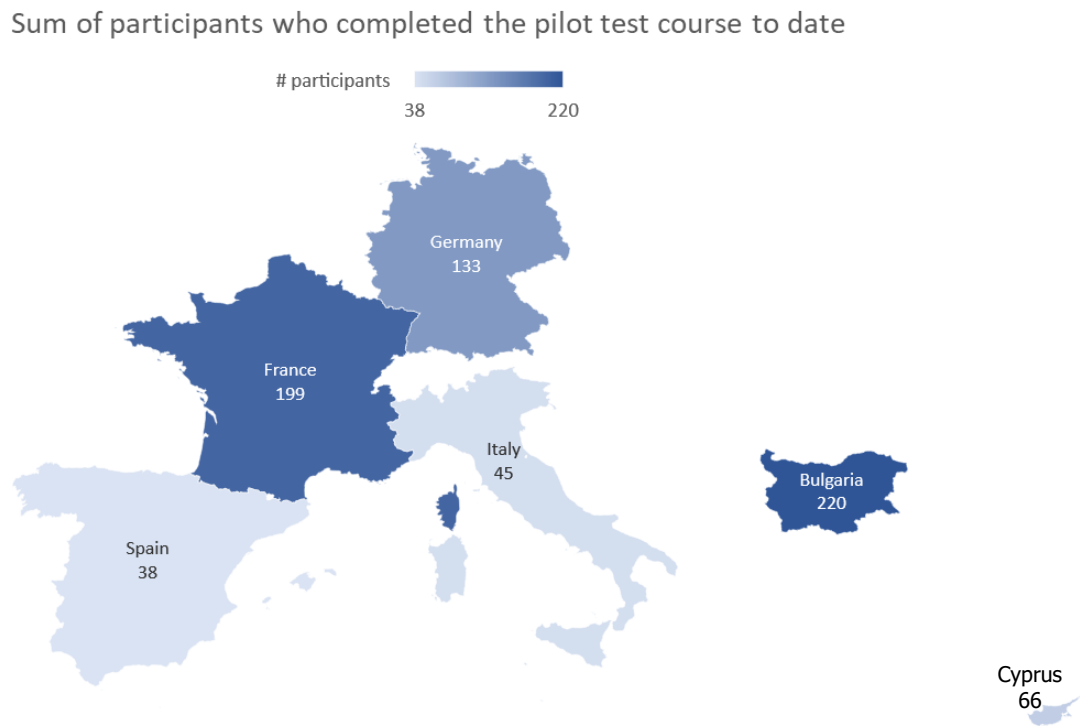 Sum of participants who completed the pilot test course to date
# participants
38 220
Germany
133
France
199
Italy
45
Bulgaria
220
Spain
38
Cyprus
66